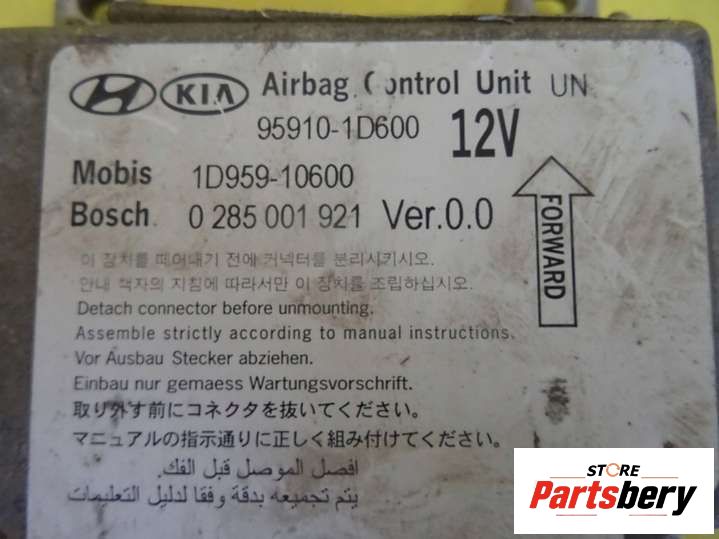 KIA Airbag Control Unit UN
95910-1D600 12V
Mobis 1D959-10600
Bosch 0 285 001 921 Ver.0.0
FORWARD
이 장치를 떼어내기 전에 커넥터를 분리시키시오.
안내 책자의 지침에 따라서만 이 장치를 조립하십시오.
Detach connector before unmounting.
Assemble strictly according to manual instructions.
Vor Ausbau Stecker abziehen.
Einbau nur gemaess Wartungsvorschrift.
取り外す前にコネクタを抜いてください。
マニュアルの指示通りに正しく組み付けてください。
افصل الموصل قبل الفك.
يتم تجميعه بدقة وفقا لدليل التعليمات
STORE
Partsbery